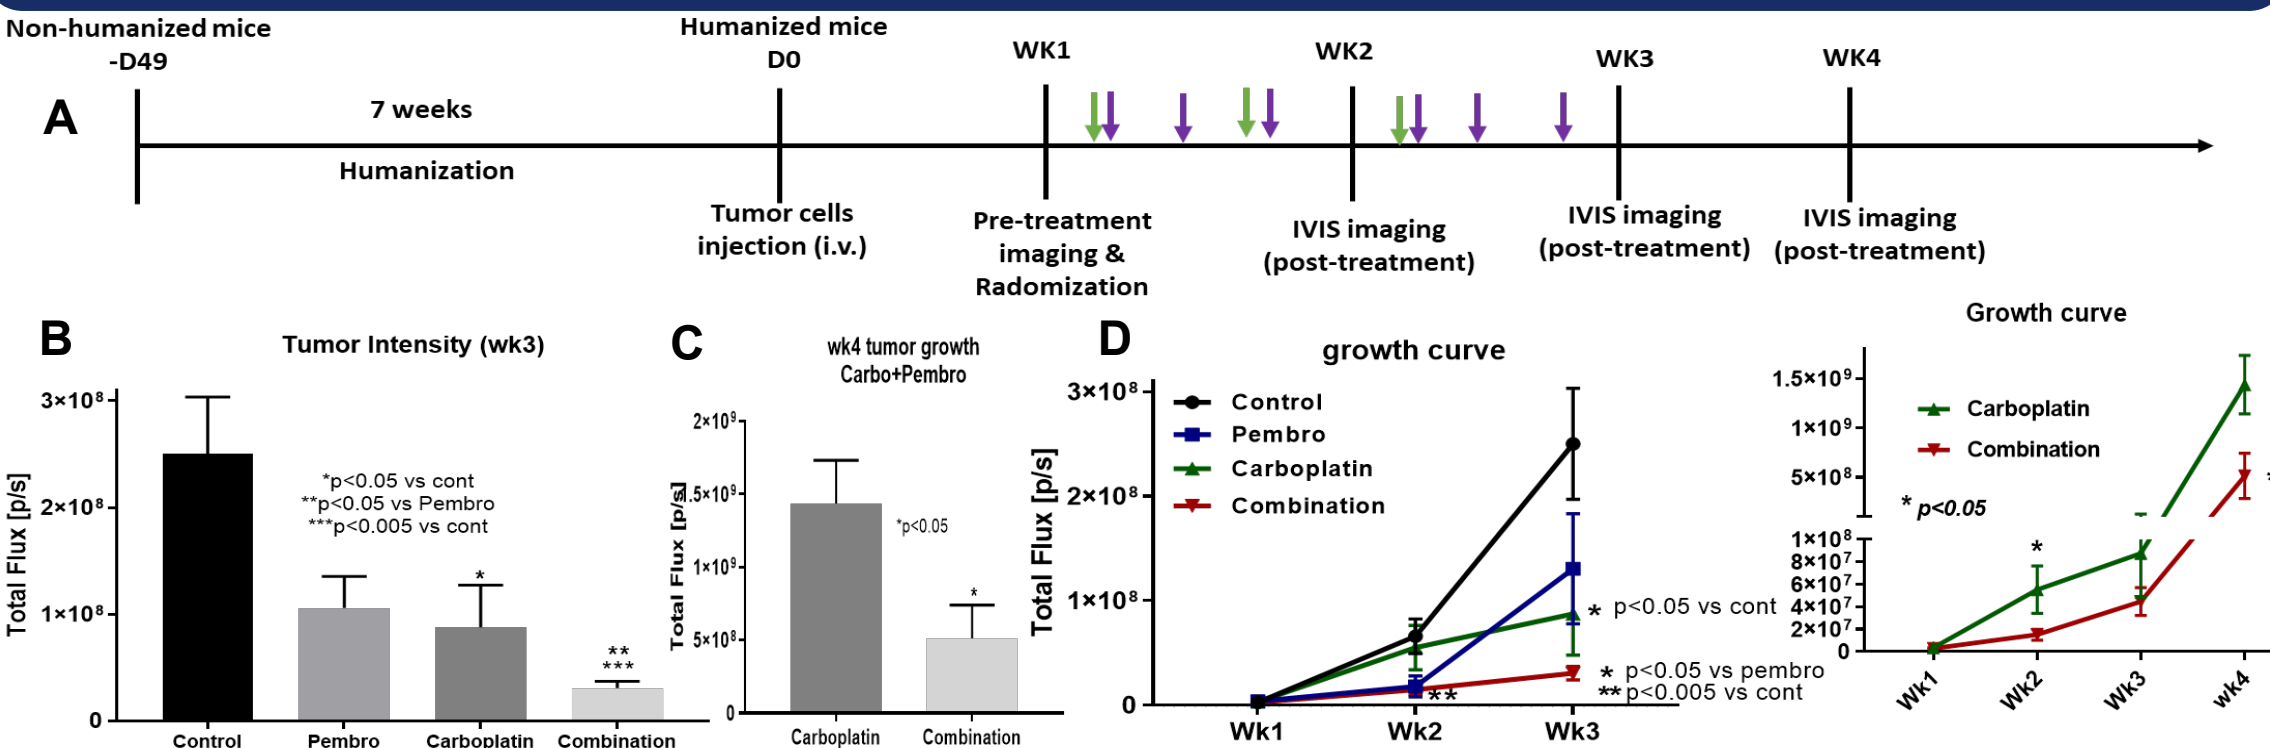 Non-humanized mice
-D49
Humanized mice
D0
WK1
WK2
WK3
WK4
A
7 weeks
Humanization
Tumor cells
injection (i.v.)
Pre-treatment
imaging &
Radomization
IVIS imaging
(post-treatment)
IVIS imaging
(post-treatment)
IVIS imaging
(post-treatment)
B
Tumor Intensity (wk3)
Total Flux [p/s]
3×10⁸
2×10⁸
1×10⁸
0
*p<0.05 vs cont
**p<0.05 vs Pembro
***p<0.005 vs cont
*
**
***
Control
Pembro
Carboplatin
Combination
C
wk4 tumor growth
Carbo+Pembro
Total Flux [p/s]
2×10⁹
1.5×10⁹
1×10⁹
5×10⁸
0
*p<0.05
*
Carboplatin
Combination
D
growth curve
Total Flux [p/s]
3×10⁸
2×10⁸
1×10⁸
0
Control
Pembro
Carboplatin
Combination
* p<0.05 vs cont
* p<0.05 vs pembro
** p<0.005 vs cont
**
Wk1
Wk2
Wk3
Growth curve
1.5×10⁹
1×10⁹
5×10⁸
1×10⁸
8×10⁷
6×10⁷
4×10⁷
2×10⁷
0
Carboplatin
Combination
* p<0.05
*
*
Wk1
Wk2
Wk3
wk4